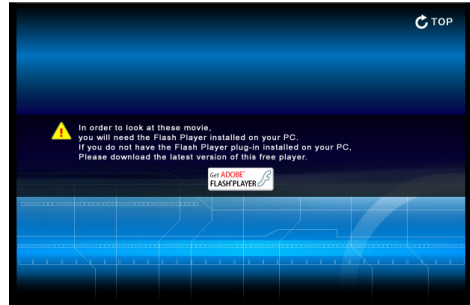 TOP
In order to look at these movie,
you will need the Flash Player installed on your PC.
If you do not have the Flash Player plug-in installed on your PC,
Please download the latest version of this free player.
Get ADOBE®
FLASH® PLAYER